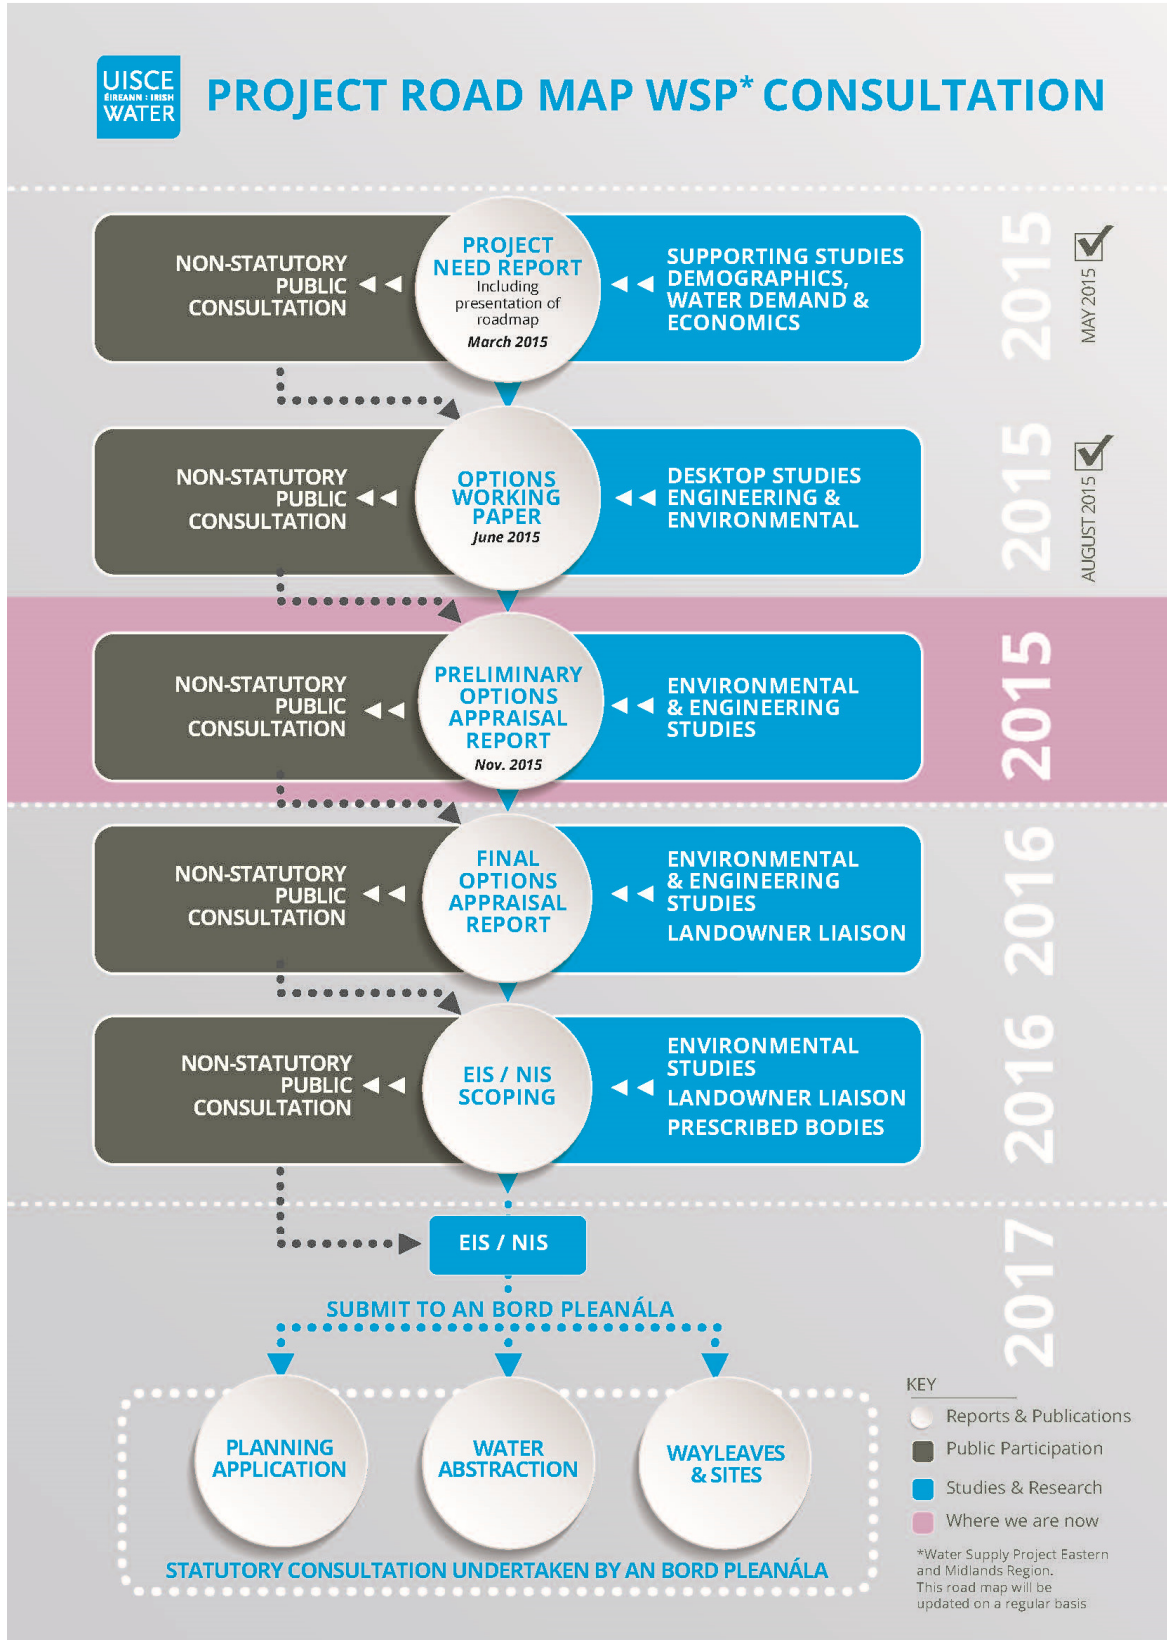 UISCE
ÉIREANN : IRISH
WATER
PROJECT ROAD MAP WSP* CONSULTATION
NON-STATUTORY
PUBLIC
CONSULTATION
PROJECT
NEED REPORT
Including
presentation of
roadmap
March 2015
SUPPORTING STUDIES
DEMOGRAPHICS,
WATER DEMAND &
ECONOMICS
2015
MAY 2015
NON-STATUTORY
PUBLIC
CONSULTATION
OPTIONS
WORKING
PAPER
June 2015
DESKTOP STUDIES
ENGINEERING &
ENVIRONMENTAL
2015
AUGUST 2015
NON-STATUTORY
PUBLIC
CONSULTATION
PRELIMINARY
OPTIONS
APPRAISAL
REPORT
Nov. 2015
ENVIRONMENTAL
& ENGINEERING
STUDIES
2015
NON-STATUTORY
PUBLIC
CONSULTATION
FINAL
OPTIONS
APPRAISAL
REPORT
ENVIRONMENTAL
& ENGINEERING
STUDIES
LANDOWNER LIAISON
2016
NON-STATUTORY
PUBLIC
CONSULTATION
EIS / NIS
SCOPING
ENVIRONMENTAL
STUDIES
LANDOWNER LIAISON
PRESCRIBED BODIES
2016
EIS / NIS
SUBMIT TO AN BORD PLEANÁLA
2017
PLANNING
APPLICATION
WATER
ABSTRACTION
WAYLEAVES
& SITES
STATUTORY CONSULTATION UNDERTAKEN BY AN BORD PLEANÁLA
KEY
Reports & Publications
Public Participation
Studies & Research
Where we are now
*Water Supply Project Eastern
and Midlands Region.
This road map will be
updated on a regular basis